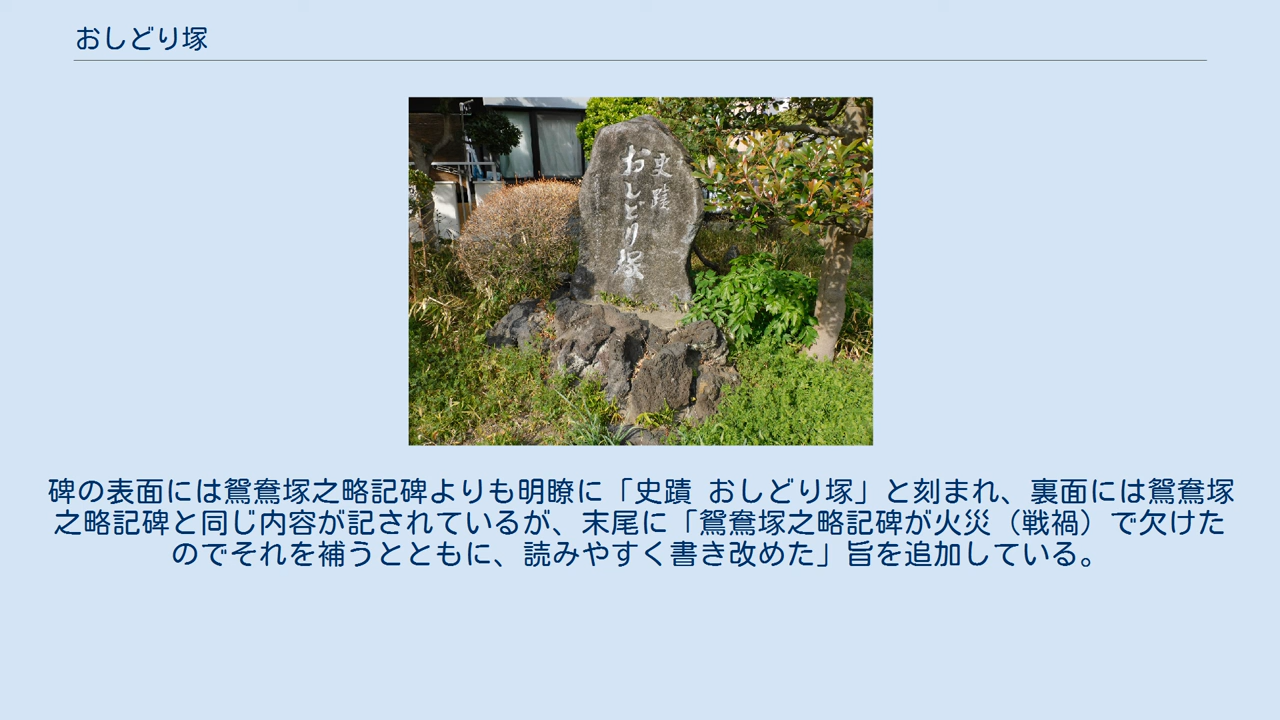 おしどり塚
史蹟
おしどり塚
碑の表面には鴛鴦塚之略記碑よりも明瞭に「史蹟 おしどり塚」と刻まれ、裏面には鴛鴦塚
之略記碑と同じ内容が記されているが、末尾に「鴛鴦塚之略記碑が火災（戦禍）で欠けた
のでそれを補うとともに、読みやすく書き改めた」旨を追加している。